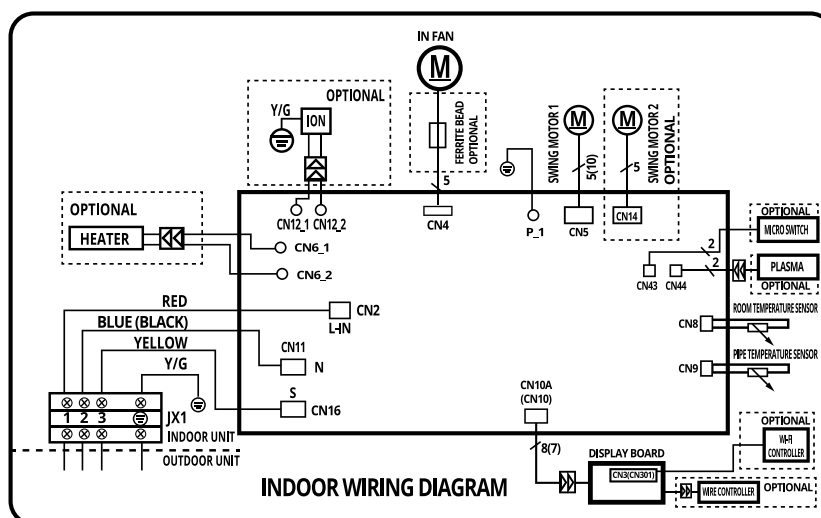 IN FAN
M
OPTIONAL
Y/G
ION
FERRITE BEAD
OPTIONAL
5
SWING MOTOR 1
M
5(10)
M
5
SWING MOTOR 2
OPTIONAL
OPTIONAL
HEATER
CN12_1
CN12_2
CN4
P_1
CN5
CN14
CN6_1
CN6_2
OPTIONAL
MICRO SWITCH
2
2
PLASMA
OPTIONAL
CN43
CN44
RED
CN2
L-IN
BLUE (BLACK)
YELLOW
CN11
N
Y/G
S
CN16
ROOM TEMPERATURE SENSOR
CN8
PIPE TEMPERATURE SENSOR
CN9
1 2 3
JX1
INDOOR UNIT
OUTDOOR UNIT
CN10A
(CN10)
8(7)
DISPLAY BOARD
CN3(CN301)
OPTIONAL
WI-FI
CONTROLLER
WIRE CONTROLLER
OPTIONAL
INDOOR WIRING DIAGRAM